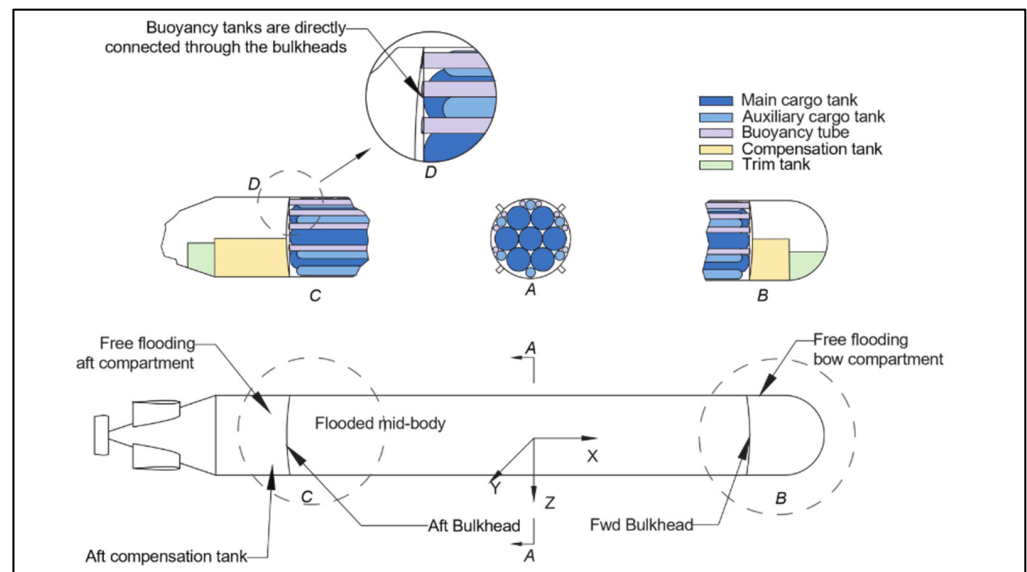 Buoyancy tanks are directly
connected through the bulkheads
Main cargo tank
Auxiliary cargo tank
Buoyancy tube
Compensation tank
Trim tank
D
D
C
A
B
Free flooding
aft compartment
A
Free flooding
bow compartment
Flooded mid-body
X
Y
Z
C
B
Aft Bulkhead
Fwd Bulkhead
A
Aft compensation tank